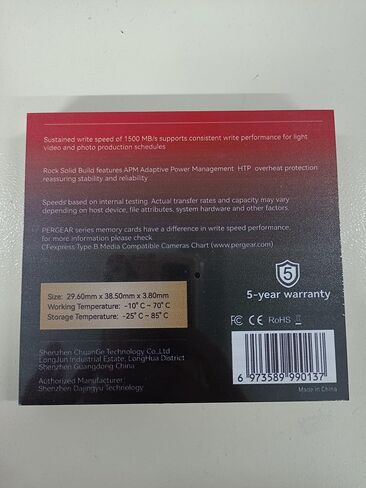 Sustained write speed of 1500 MB/s supports consistent write performance for light
video and photo production schedules
Rock Solid Build features APM Adaptive Power Management HTP overheat protection
reassuring stability and reliability
Speeds based on internal testing. Actual transfer rates and capacity may vary
depending on host device, file attributes, system hardware and other factors.
PERGEAR series memory cards have a difference in write speed performance,
for more information please check
CFexpress Type B Media Compatible Cameras Chart (www.pergear.com)
5
5-year warranty
Size: 29.60mm x 38.50mm x 3.80mm
Working Temperature: -10° C ~ 70° C
Storage Temperature: -25° C ~ 85° C
FC CE RoHS
Shenzhen ChuanGe Technology Co.,Ltd
LongJun Industrial Estate, LongHua District
Shenzhen Guangdong China
Authorized Manufacturer:
Shenzhen Dajingyu Technology
6 973589 990137
Made in China